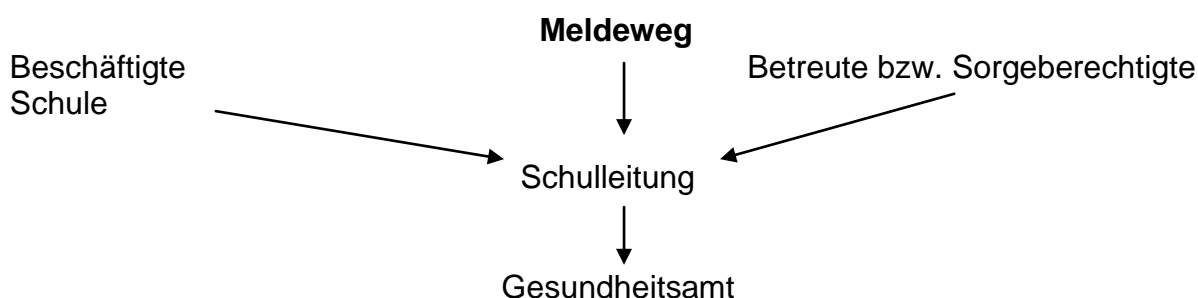 Meldeweg
Beschäftigte
Schule
Betreute bzw. Sorgeberechtigte
Schulleitung
Gesundheitsamt